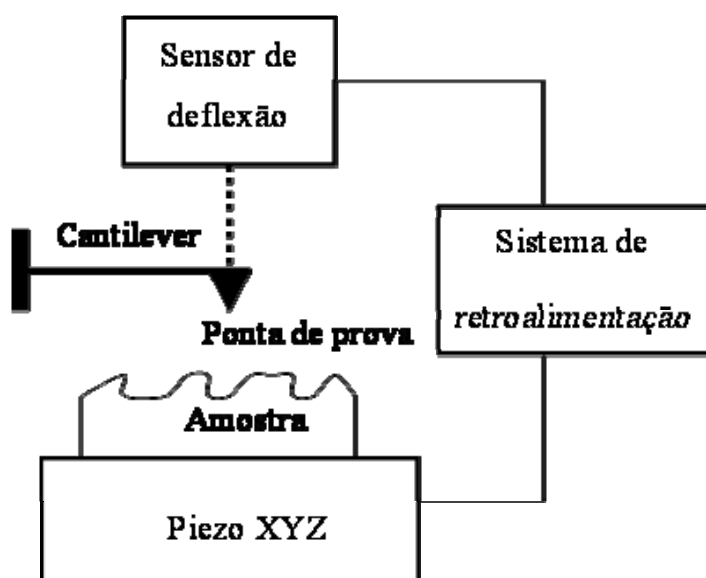 Sensor de
deflexão
Cantilever
Sistema de
retroalimentação
Ponta de prova
Amostra
Piezo XYZ